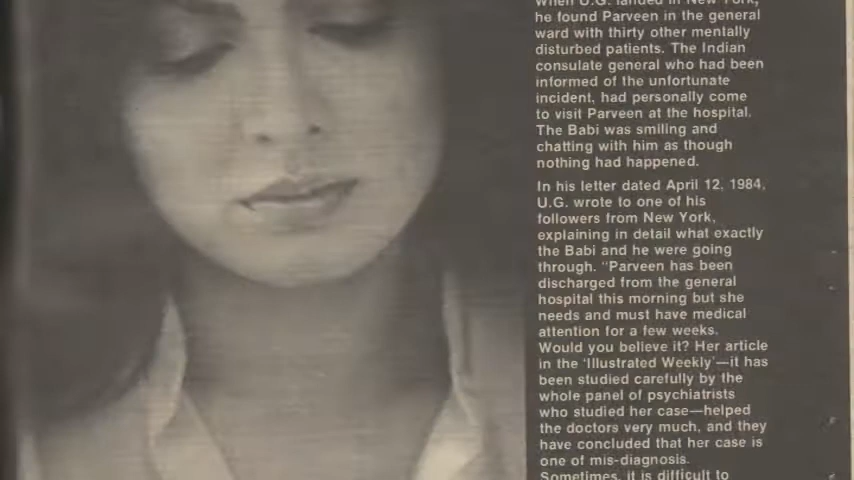 When U.G. landed in New York,
he found Parveen in the general
ward with thirty other mentally
disturbed patients. The Indian
consulate general who had been
informed of the unfortunate
incident, had personally come
to visit Parveen at the hospital.
The Babi was smiling and
chatting with him as though
nothing had happened.
In his letter dated April 12, 1984,
U.G. wrote to one of his
followers from New York,
explaining in detail what exactly
the Babi and he were going
through. "Parveen has been
discharged from the general
hospital this morning but she
needs and must have medical
attention for a few weeks.
Would you believe it? Her article
in the 'Illustrated Weekly'—it has
been studied carefully by the
whole panel of psychiatrists
who studied her case—helped
the doctors very much, and they
have concluded that her case is
one of mis-diagnosis.
Sometimes, it is difficult to